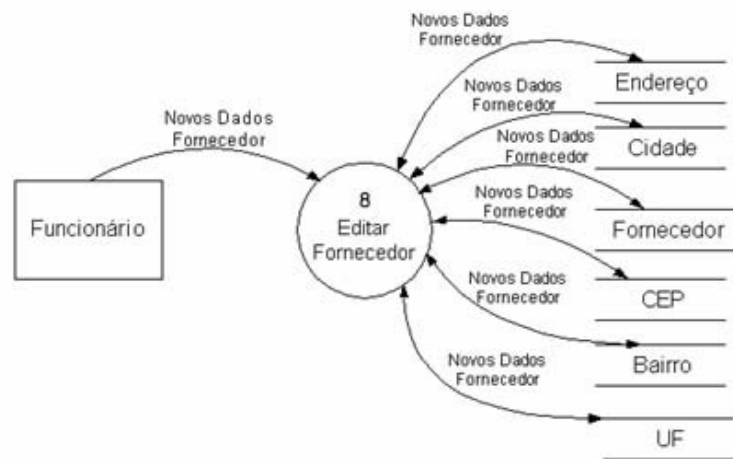 Novos Dados
Fornecedor
Endereço
Novos Dados
Fornecedor
Cidade
Novos Dados
Fornecedor
Novos Dados
Fornecedor
Funcionário
8
Editar
Fornecedor
Fornecedor
Novos Dados
Fornecedor
CEP
Novos Dados
Fornecedor
Bairro
Novos Dados
Fornecedor
UF